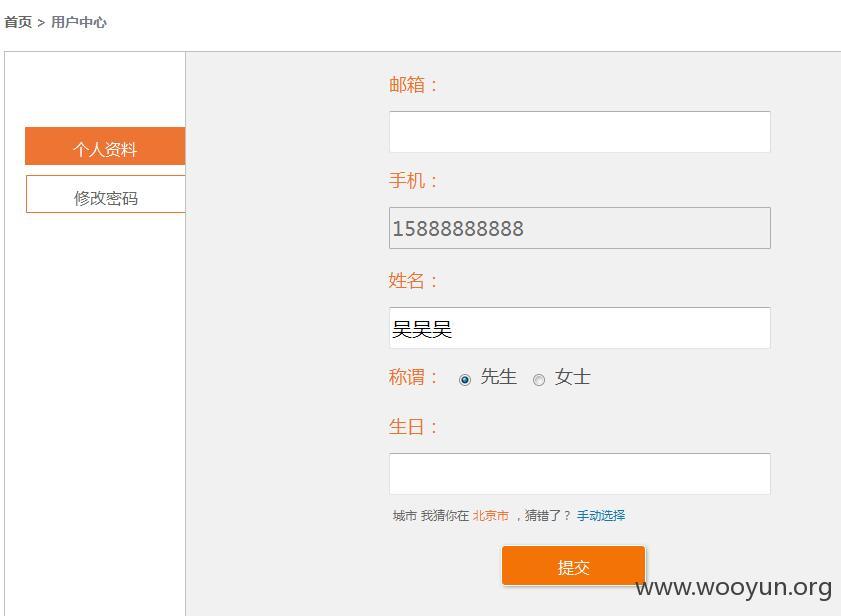 首页 > 用户中心
个人资料
修改密码
邮箱：
手机：
15888888888
姓名：
吴吴吴
称谓： 先生 女士
生日：
城市 我猜你在 北京市 ，猜错了？ 手动选择
提交
www.wooyun.org